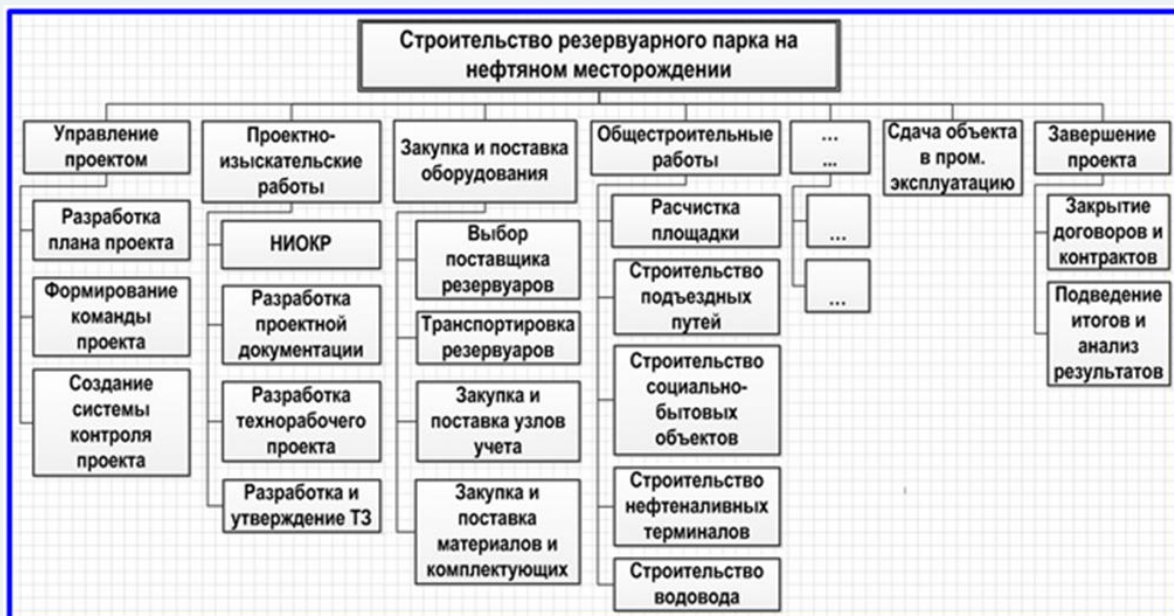 Строительство резервуарного парка на
нефтяном месторождении
Управление
проектом
Разработка
плана проекта
Формирование
команды
проекта
Создание
системы
контроля
проекта
Проектно-
изыскательские
работы
НИОКР
Разработка
проектной
документации
Разработка
технорабочего
проекта
Разработка и
утверждение ТЗ
Закупка и поставка
оборудования
Выбор
поставщика
резервуаров
Транспортировка
резервуаров
Закупка и
поставка узлов
учета
Закупка и
поставка
материалов и
комплектующих
Общестроительные
работы
Расчистка
площадки
Строительство
подъездных
путей
Строительство
социально-
бытовых
объектов
Строительство
нефтеналивных
терминалов
Строительство
водовода
...
...
...
...
Сдача объекта
в пром.
эксплуатацию
Завершение
проекта
Закрытие
договоров и
контрактов
Подведение
итогов и
анализ
результатов